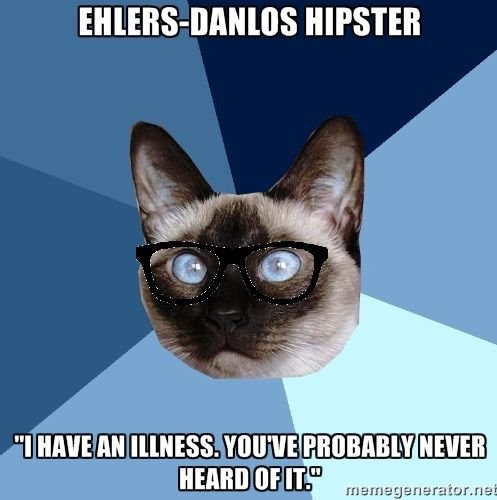 EHLERS-DANLOS HIPSTER
"I HAVE AN ILLNESS. YOU'VE PROBABLY NEVER
HEARD OF IT."
memegenerator.net